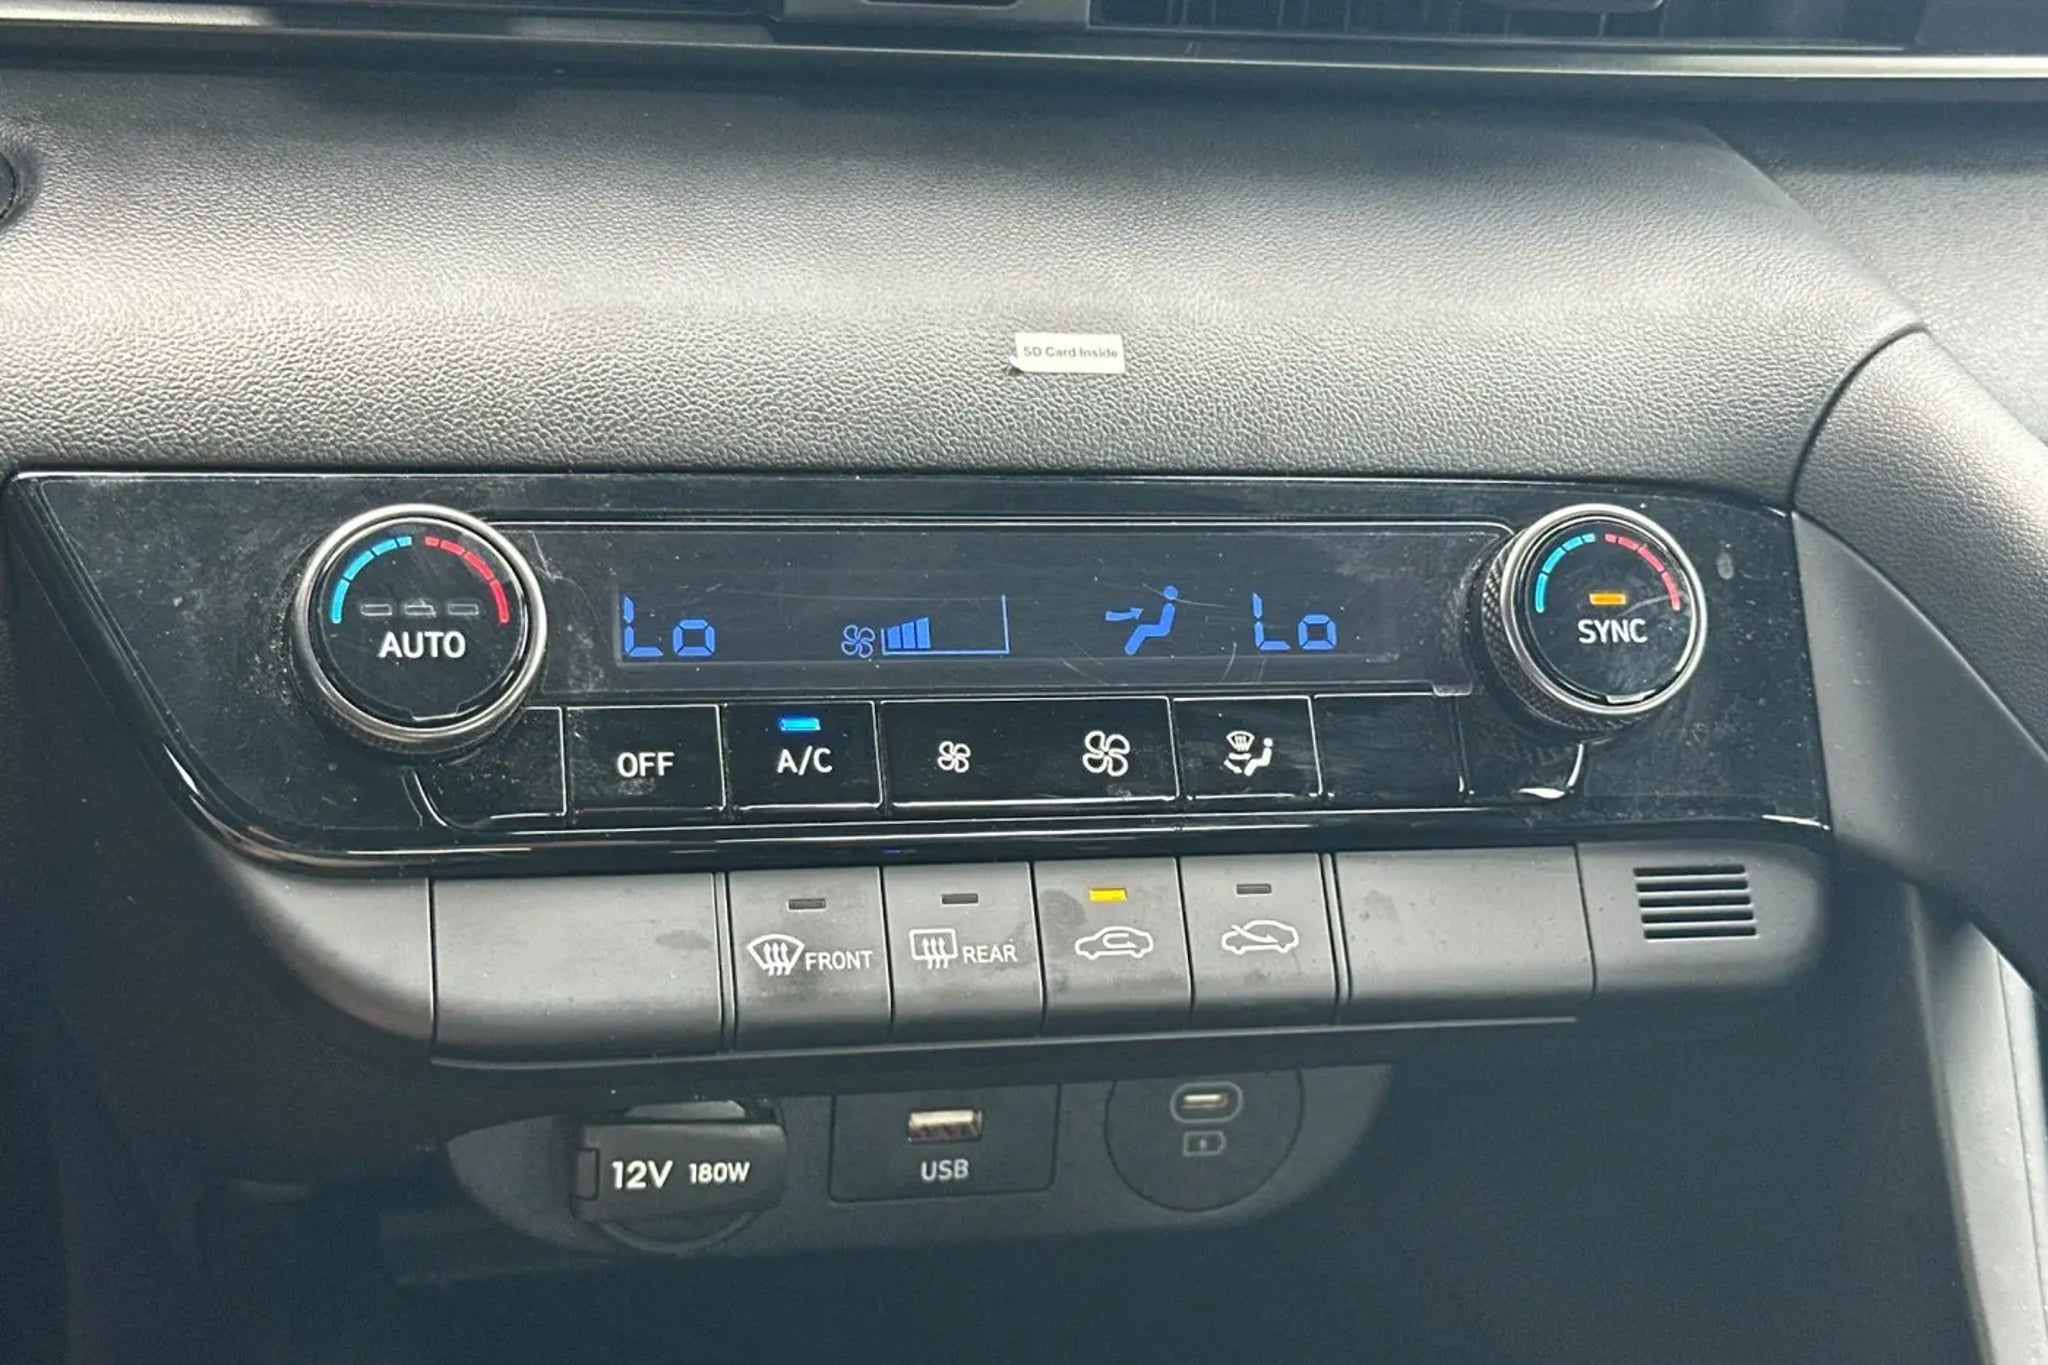 SD Card Inside
AUTO
Lo
Lo
SYNC
OFF
A/C
FRONT
REAR
12V 180W
USB